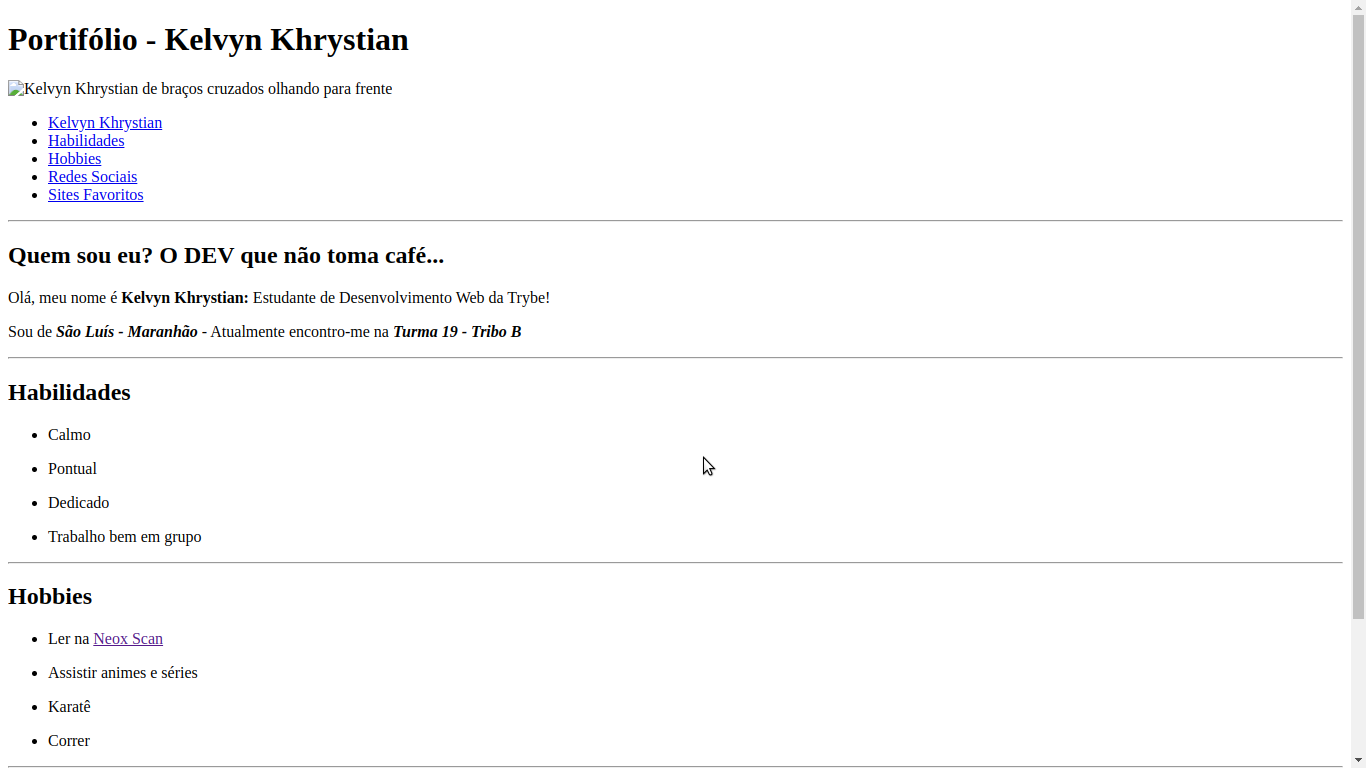 Portifólio - Kelvyn Khrystian
Kelvyn Khrystian de braços cruzados olhando para frente
Kelvyn Khrystian
Habilidades
Hobbies
Redes Sociais
Sites Favoritos
Quem sou eu? O DEV que não toma café...
Olá, meu nome é Kelvyn Khrystian: Estudante de Desenvolvimento Web da Trybe!
Sou de São Luís - Maranhão - Atualmente encontro-me na Turma 19 - Tribo B
Habilidades
Calmo
Pontual
Dedicado
Trabalho bem em grupo
Hobbies
Ler na Neox Scan
Assistir animes e séries
Karatê
Correr